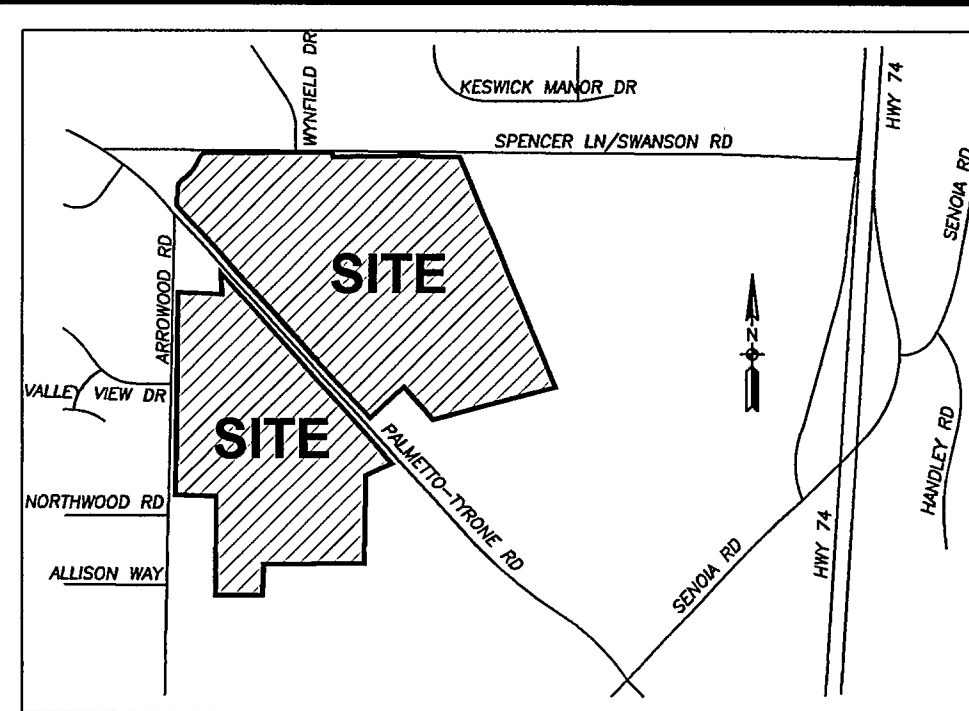 WYNFIELD DR
KESWICK MANOR DR
HWY 74
SPENCER LN/SWANSON RD
SENOIA RD
ARROWOOD RD
SITE
N
VALLEY VIEW DR
SITE
PALMETTO-TYRONE RD
HANDLEY RD
NORTHWOOD RD
HWY 74
SENOIA RD
ALLISON WAY